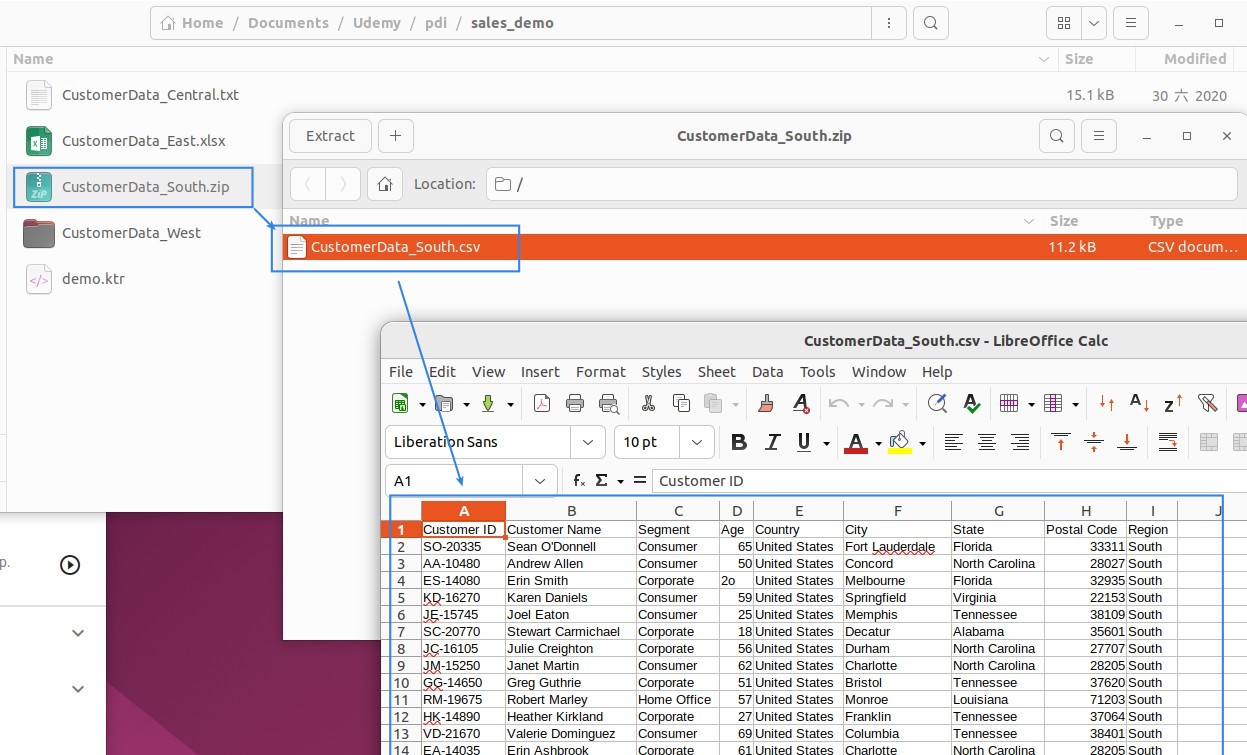 Home / Documents / Udemy / pdi / sales_demo
Name Size Modified
CustomerData_Central.txt 15.1 kB 30 六 2020
CustomerData_East.xlsx
CustomerData_South.zip
CustomerData_West
demo.ktr
Extract + CustomerData_South.zip
Location: /
Name Size Type
CustomerData_South.csv 11.2 kB CSV docum…
p.
CustomerData_South.csv - LibreOffice Calc
File Edit View Insert Format Styles Sheet Data Tools Window Help
Liberation Sans 10 pt
A1 Customer ID
A B C D E F G H I J
1 Customer ID Customer Name Segment Age Country City State Postal Code Region
2 SO-20335 Sean O'Donnell Consumer 65 United States Fort Lauderdale Florida 33311 South
3 AA-10480 Andrew Allen Consumer 50 United States Concord North Carolina 28027 South
4 ES-14080 Erin Smith Corporate 2o United States Melbourne Florida 32935 South
5 KD-16270 Karen Daniels Consumer 59 United States Springfield Virginia 22153 South
6 JE-15745 Joel Eaton Consumer 25 United States Memphis Tennessee 38109 South
7 SC-20770 Stewart Carmichael Corporate 18 United States Decatur Alabama 35601 South
8 JC-16105 Julie Creighton Corporate 56 United States Durham North Carolina 27707 South
9 JM-15250 Janet Martin Consumer 62 United States Charlotte North Carolina 28205 South
10 GG-14650 Greg Guthrie Corporate 51 United States Bristol Tennessee 37620 South
11 RM-19675 Robert Marley Home Office 57 United States Monroe Louisiana 71203 South
12 HK-14890 Heather Kirkland Corporate 27 United States Franklin Tennessee 37064 South
13 VD-21670 Valerie Dominguez Consumer 69 United States Columbia Tennessee 38401 South
14 EA-14035 Erin Ashbrook Corporate 61 United States Charlotte North Carolina 28205 South